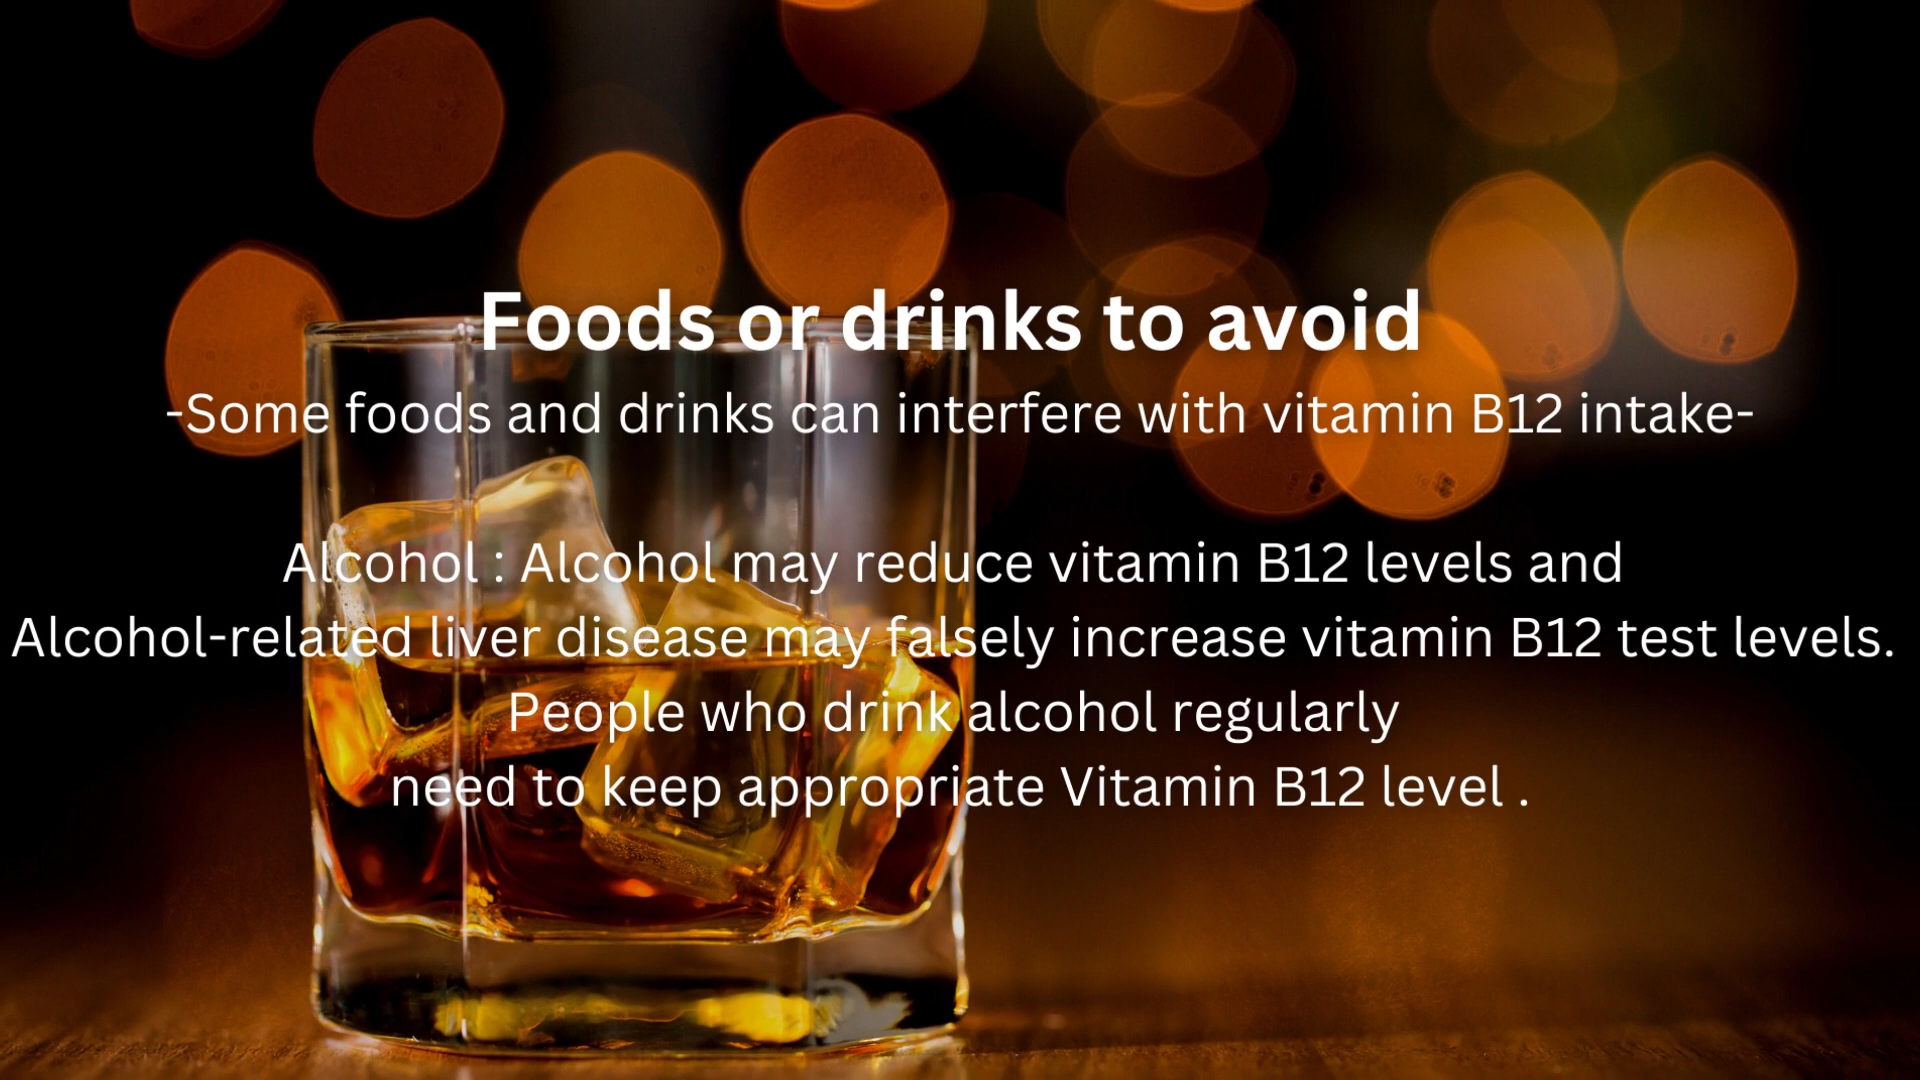 Foods or drinks to avoid
-Some foods and drinks can interfere with vitamin B12 intake-
Alcohol : Alcohol may reduce vitamin B12 levels and
Alcohol-related liver disease may falsely increase vitamin B12 test levels.
People who drink alcohol regularly
need to keep appropriate Vitamin B12 level .